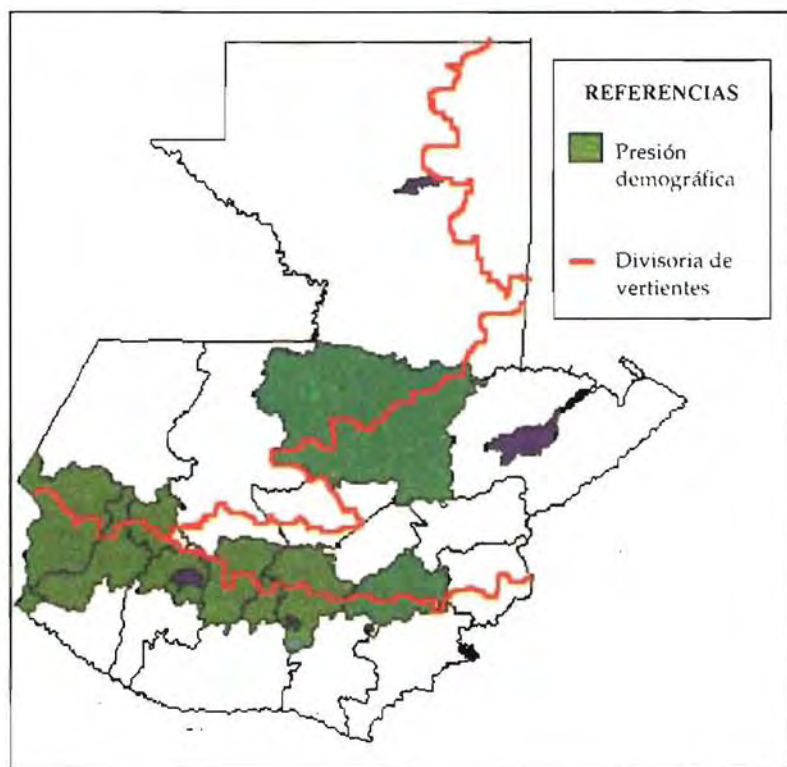 REFERENCIAS
Presión
demográfica
Divisoria de
vertientes